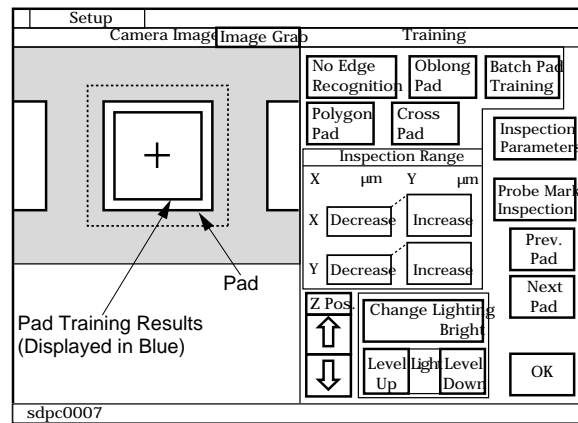 Setup
Camera Image
Image Grab
Training
No Edge
Recognition
Oblong
Pad
Batch Pad
Training
Polygon
Pad
Cross
Pad
Inspection
Parameters
Inspection Range
X μm Y μm
X Decrease Increase
Y Decrease Increase
Probe Mark
Inspection
Prev.
Pad
Next
Pad
Pad
Pad Training Results
(Displayed in Blue)
Z Pos.
Change Lighting
Bright
Level
Up
Light
Level
Down
OK
sdpc0007